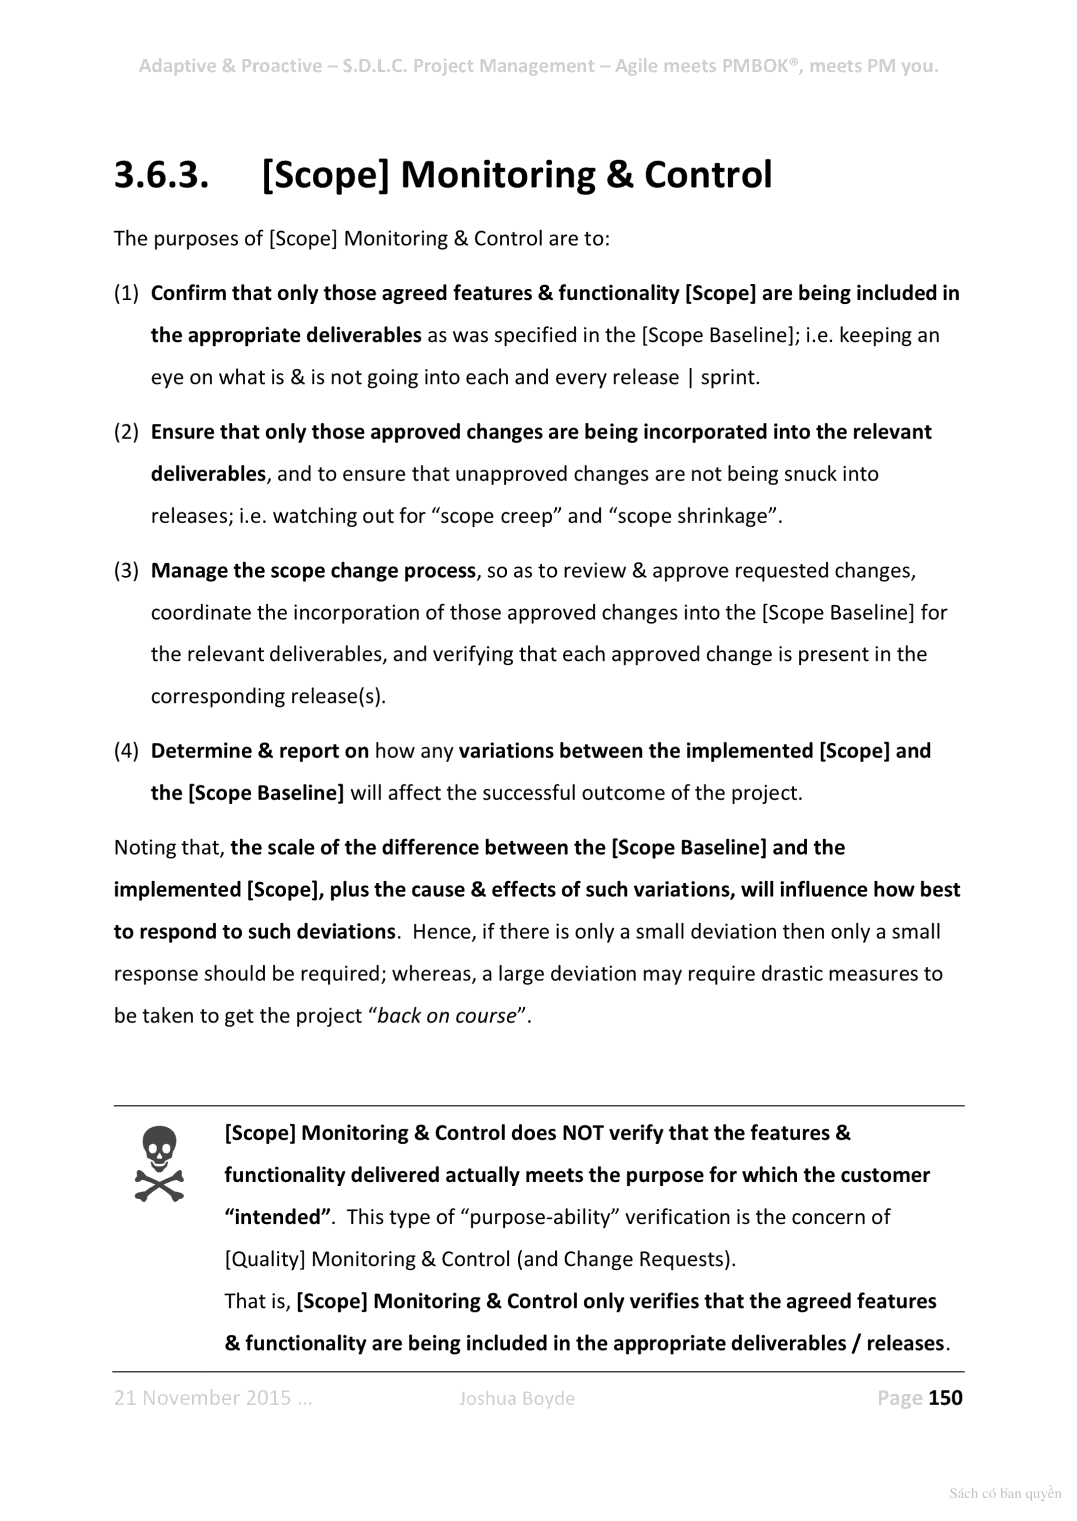 Adaptive & Proactive – S.D.L.C. Project Management – Agile meets PMBOK®, meets PM you.
3.6.3. [Scope] Monitoring & Control
The purposes of [Scope] Monitoring & Control are to:
(1) Confirm that only those agreed features & functionality [Scope] are being included in
the appropriate deliverables as was specified in the [Scope Baseline]; i.e. keeping an
eye on what is & is not going into each and every release | sprint.
(2) Ensure that only those approved changes are being incorporated into the relevant
deliverables, and to ensure that unapproved changes are not being snuck into
releases; i.e. watching out for “scope creep” and “scope shrinkage”.
(3) Manage the scope change process, so as to review & approve requested changes,
coordinate the incorporation of those approved changes into the [Scope Baseline] for
the relevant deliverables, and verifying that each approved change is present in the
corresponding release(s).
(4) Determine & report on how any variations between the implemented [Scope] and
the [Scope Baseline] will affect the successful outcome of the project.
Noting that, the scale of the difference between the [Scope Baseline] and the
implemented [Scope], plus the cause & effects of such variations, will influence how best
to respond to such deviations. Hence, if there is only a small deviation then only a small
response should be required; whereas, a large deviation may require drastic measures to
be taken to get the project “back on course”.
[Scope] Monitoring & Control does NOT verify that the features &
functionality delivered actually meets the purpose for which the customer
“intended”. This type of “purpose-ability” verification is the concern of
[Quality] Monitoring & Control (and Change Requests).
That is, [Scope] Monitoring & Control only verifies that the agreed features
& functionality are being included in the appropriate deliverables / releases.
21 November 2015 ... Joshua Boyde Page 150
Sách có bản quyền